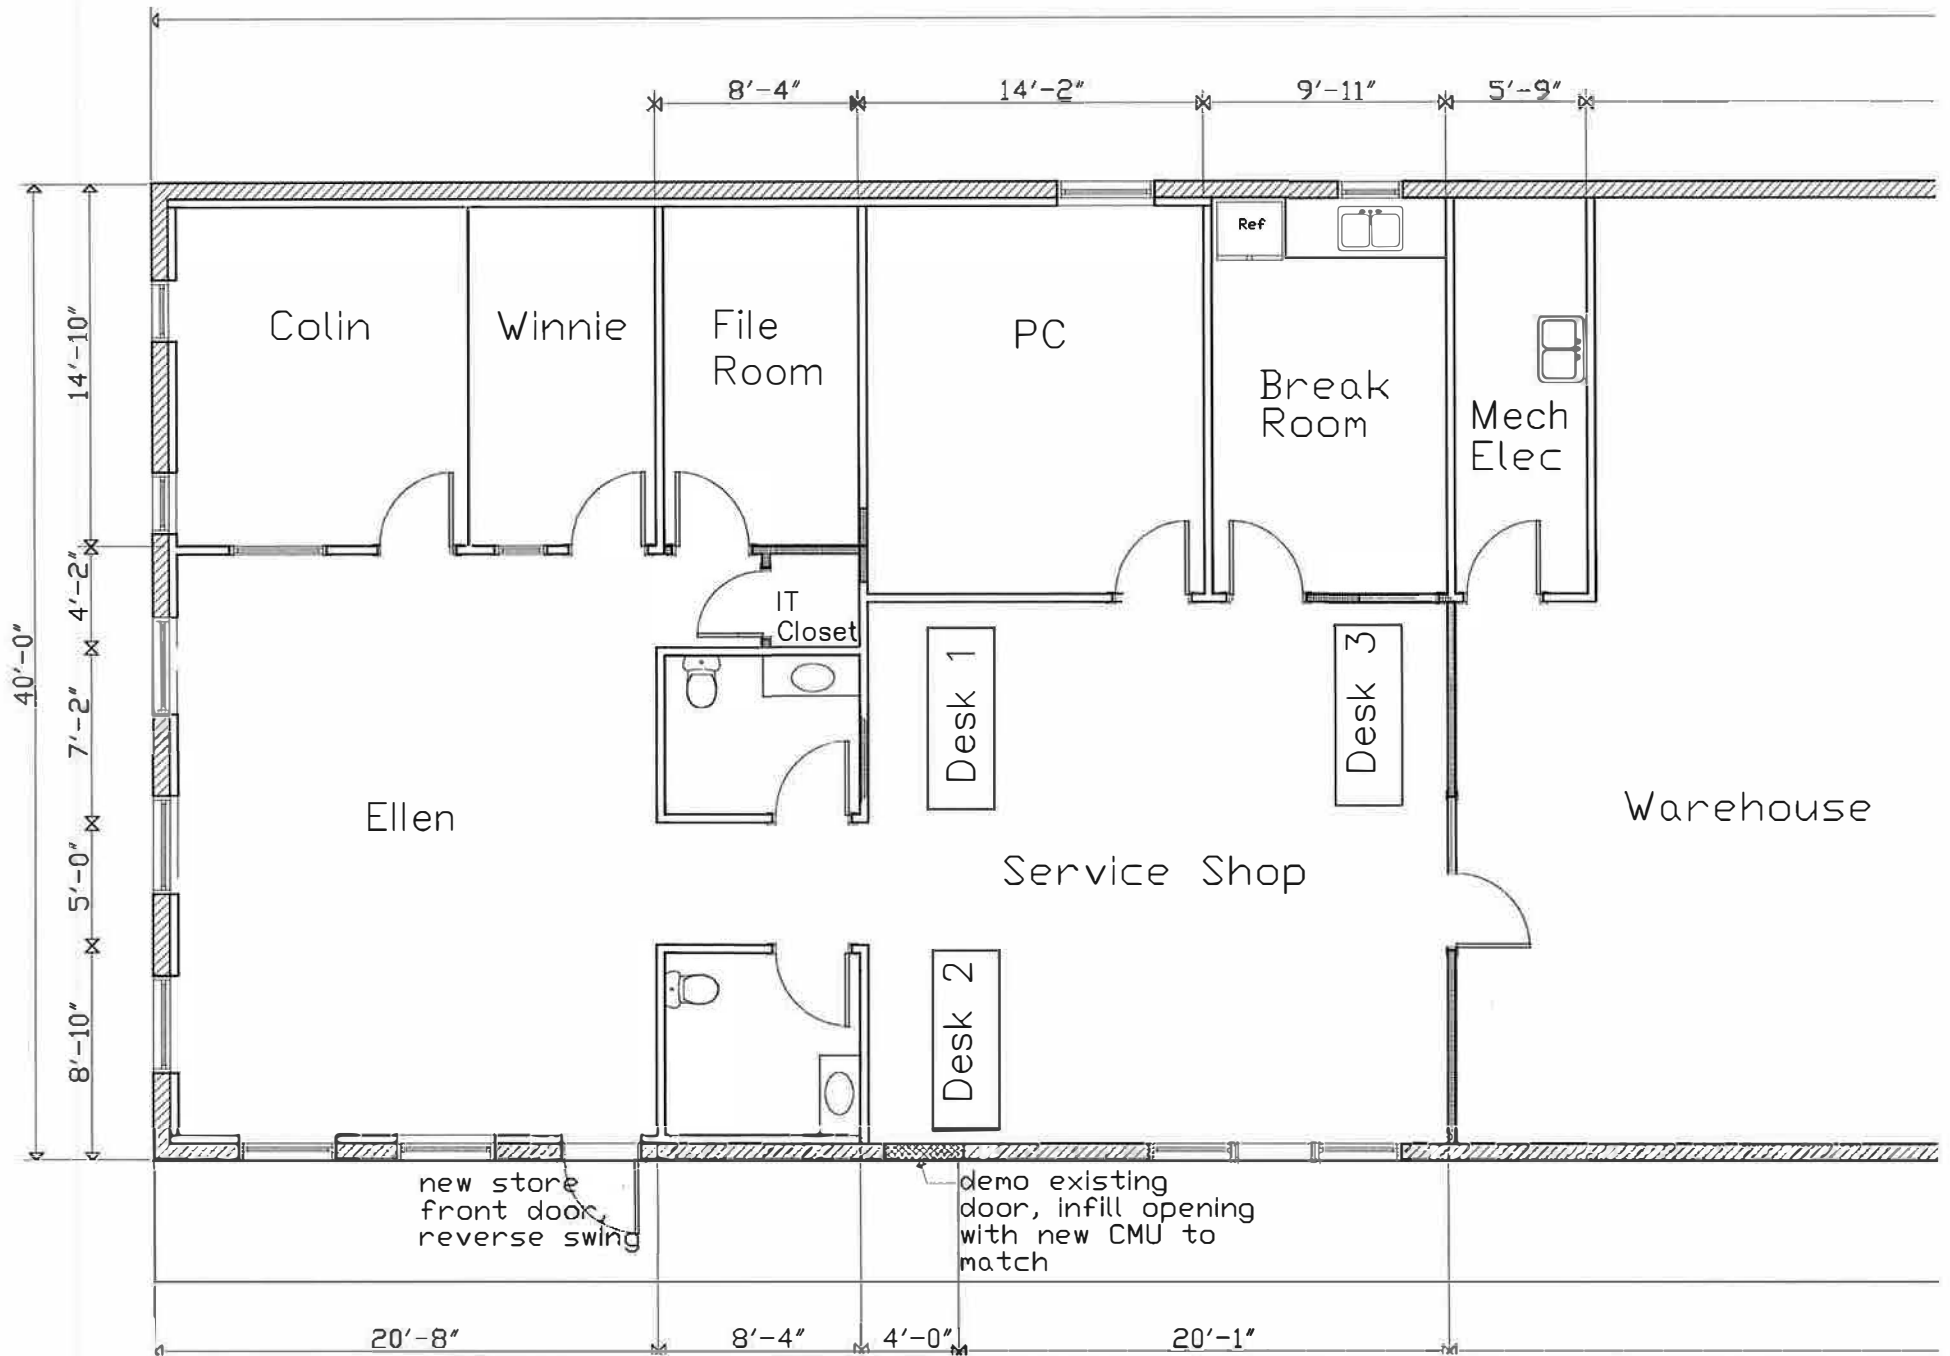 8'-4"
14'-2"
9'-11"
5'-9"
Ref
14'-10"
4'-2"
40'-0"
7'-2"
5'-0"
8'-10"
Colin
Winnie
File
Room
PC
Break
Room
Mech
Elec
IT
Closet
Desk 1
Desk 3
Ellen
Service Shop
Warehouse
Desk 2
new store
front door,
reverse swing
demo existing
door, infill opening
with new CMU to
match
20'-8"
8'-4"
4'-0"
20'-1"